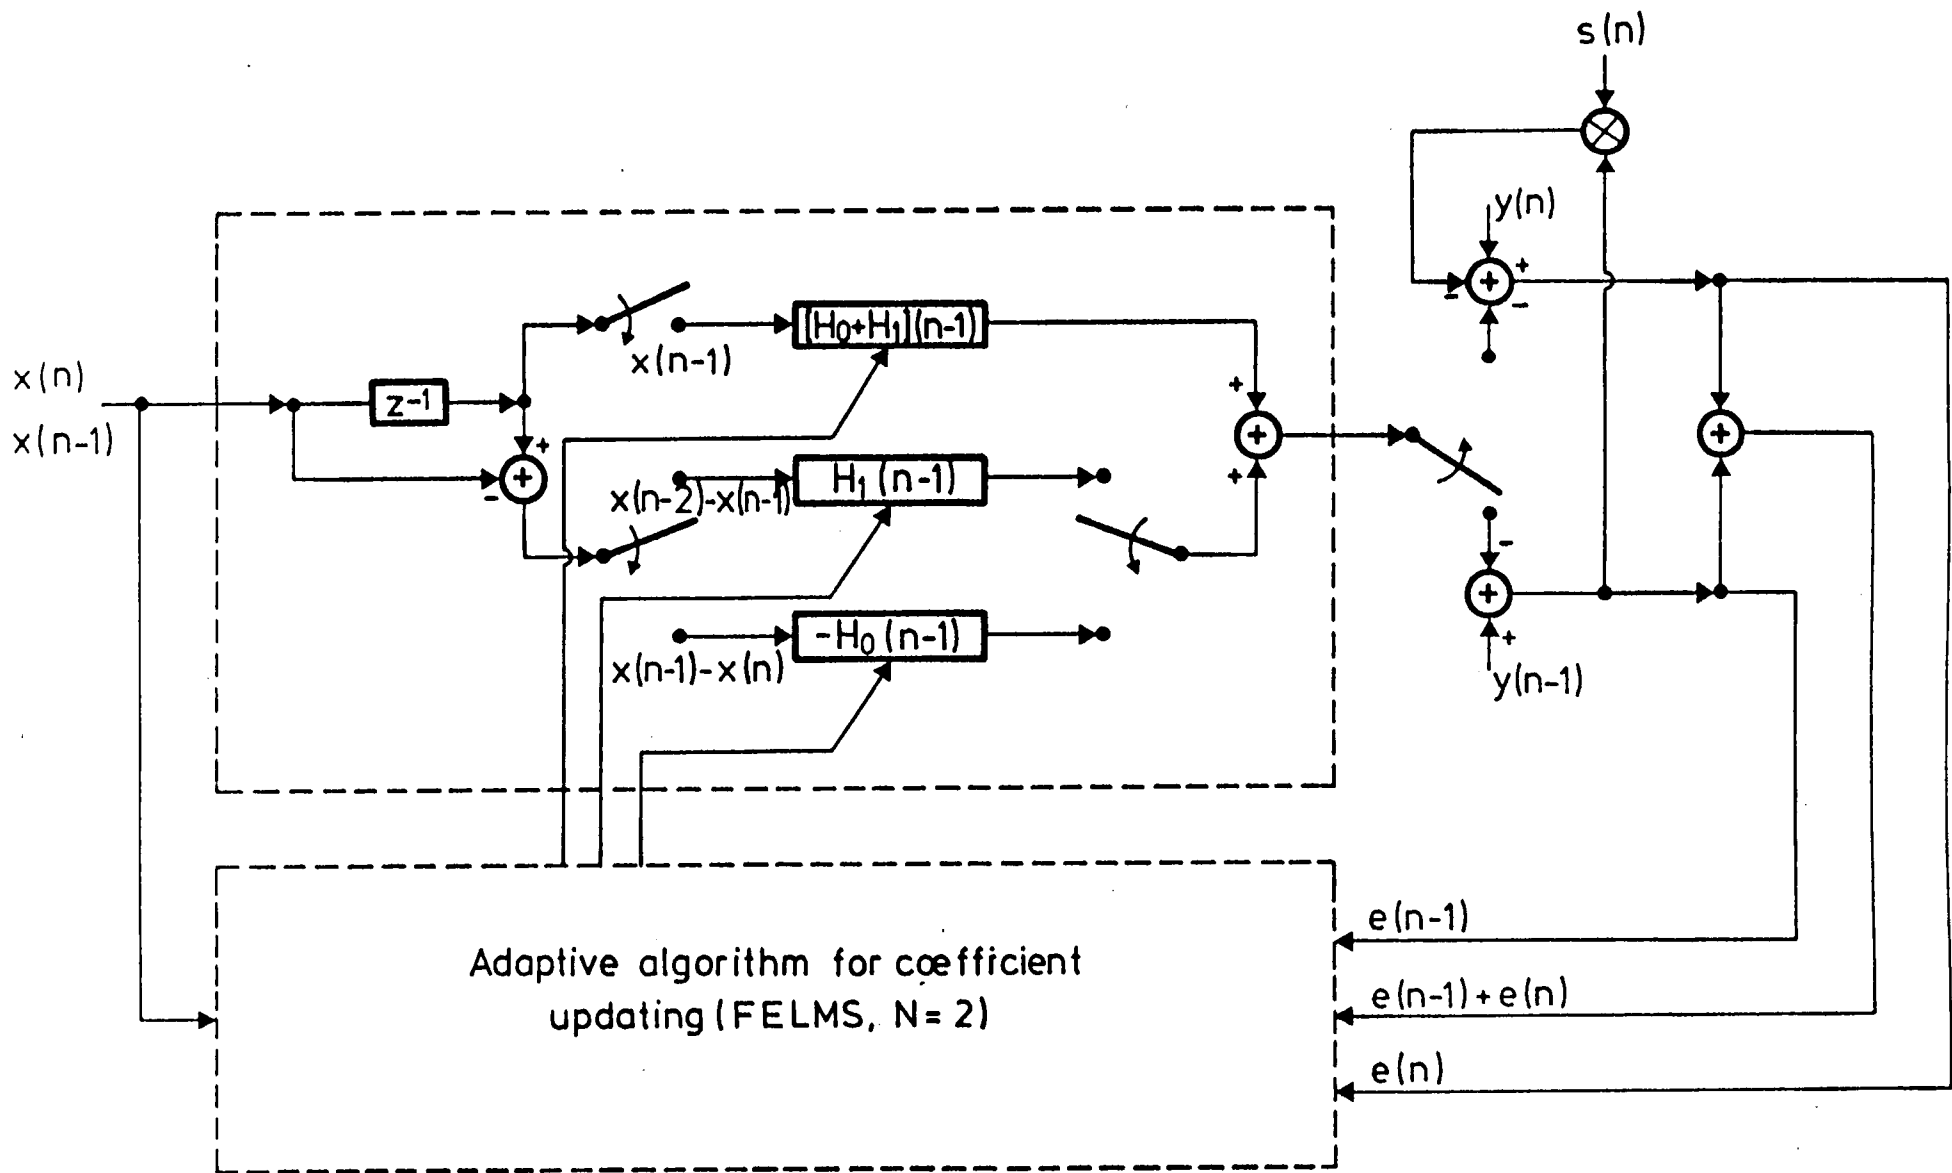 s(n)
y(n)
+
-
-
[H₀+H₁](n-1)
x(n-1)
x(n)
x(n-1)
z⁻¹
+
-
+
+
+
+
+
+
x(n-2)-x(n-1)
H₁(n-1)
-
+
+
y(n-1)
-H₀(n-1)
x(n-1)-x(n)
e(n-1)
Adaptive algorithm for coefficient
updating (FELMS, N=2)
e(n-1)+e(n)
e(n)